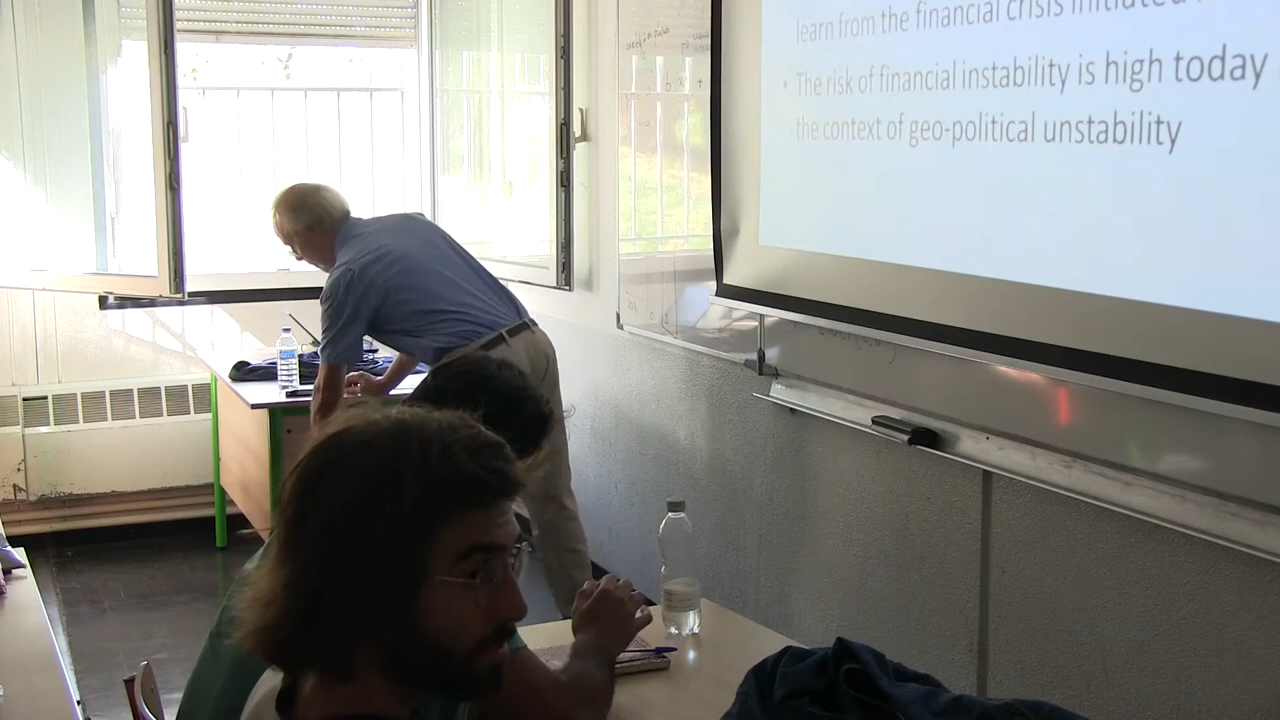 learn from the financial crisis initiated
• The risk of financial instability is high today
the context of geo-political unstability